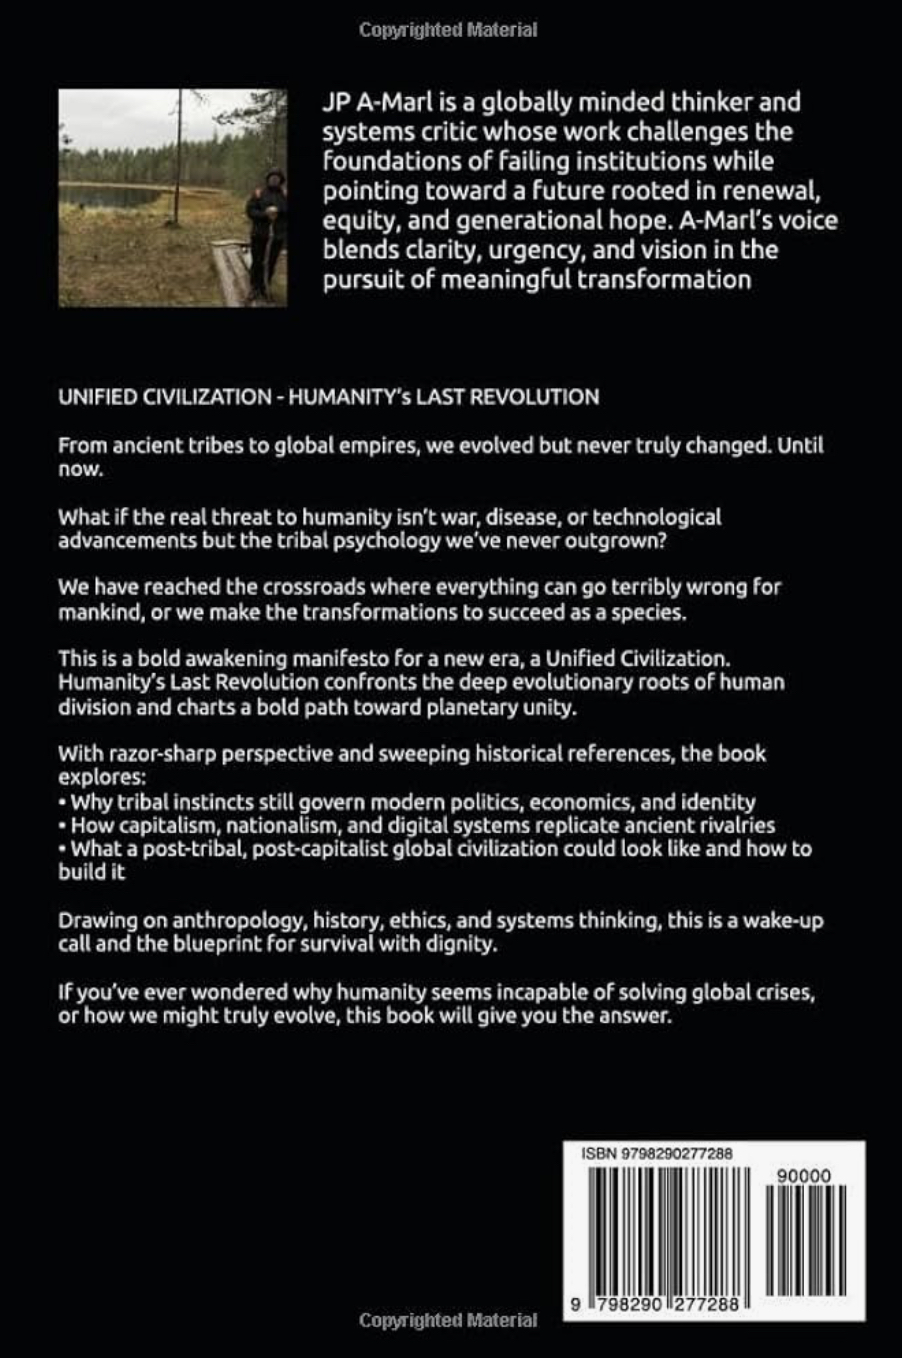 Copyrighted Material
JP A-Marl is a globally minded thinker and
systems critic whose work challenges the
foundations of failing institutions while
pointing toward a future rooted in renewal,
equity, and generational hope. A-Marl's voice
blends clarity, urgency, and vision in the
pursuit of meaningful transformation
UNIFIED CIVILIZATION - HUMANITY's LAST REVOLUTION
From ancient tribes to global empires, we evolved but never truly changed. Until
now.
What if the real threat to humanity isn't war, disease, or technological
advancements but the tribal psychology we've never outgrown?
We have reached the crossroads where everything can go terribly wrong for
mankind, or we make the transformations to succeed as a species.
This is a bold awakening manifesto for a new era, a Unified Civilization.
Humanity's Last Revolution confronts the deep evolutionary roots of human
division and charts a bold path toward planetary unity.
With razor-sharp perspective and sweeping historical references, the book
explores:
• Why tribal instincts still govern modern politics, economics, and identity
• How capitalism, nationalism, and digital systems replicate ancient rivalries
• What a post-tribal, post-capitalist global civilization could look like and how to
build it
Drawing on anthropology, history, ethics, and systems thinking, this is a wake-up
call and the blueprint for survival with dignity.
If you've ever wondered why humanity seems incapable of solving global crises,
or how we might truly evolve, this book will give you the answer.
ISBN 9798290277288
90000
9 798290 277288
Copyrighted Material